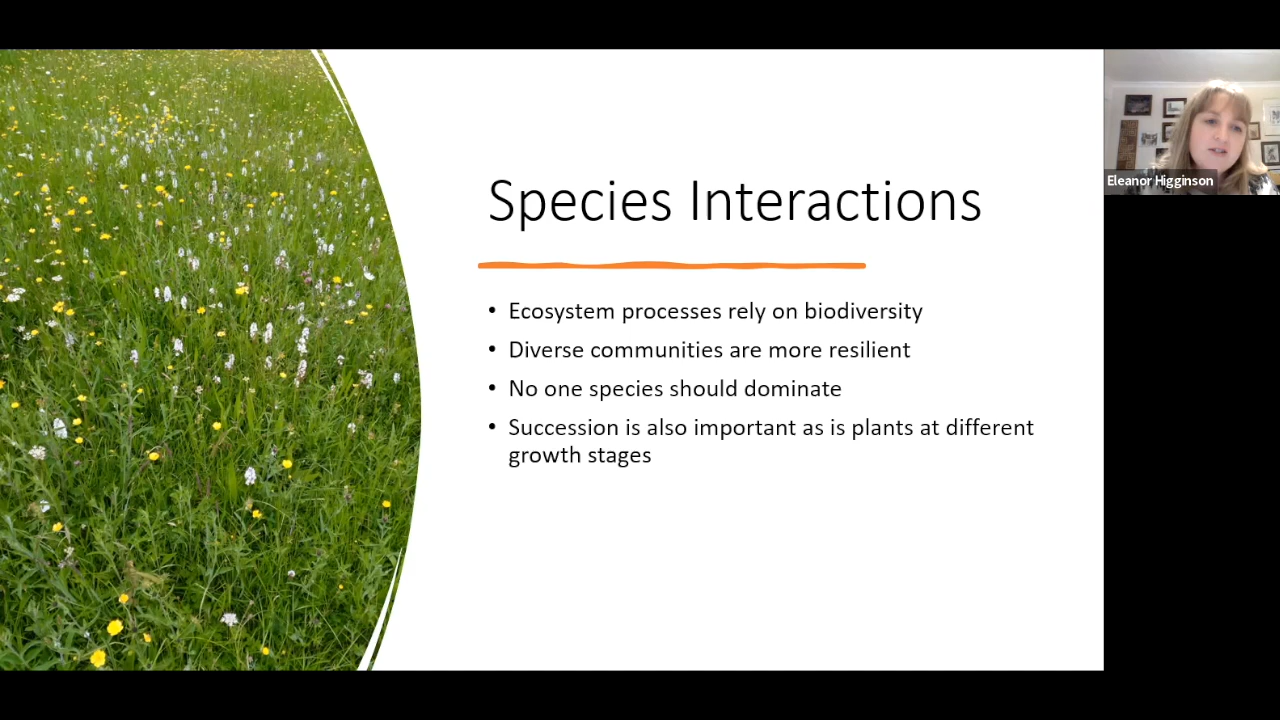 Species Interactions
• Ecosystem processes rely on biodiversity
• Diverse communities are more resilient
• No one species should dominate
• Succession is also important as is plants at different
growth stages
Eleanor Higginson